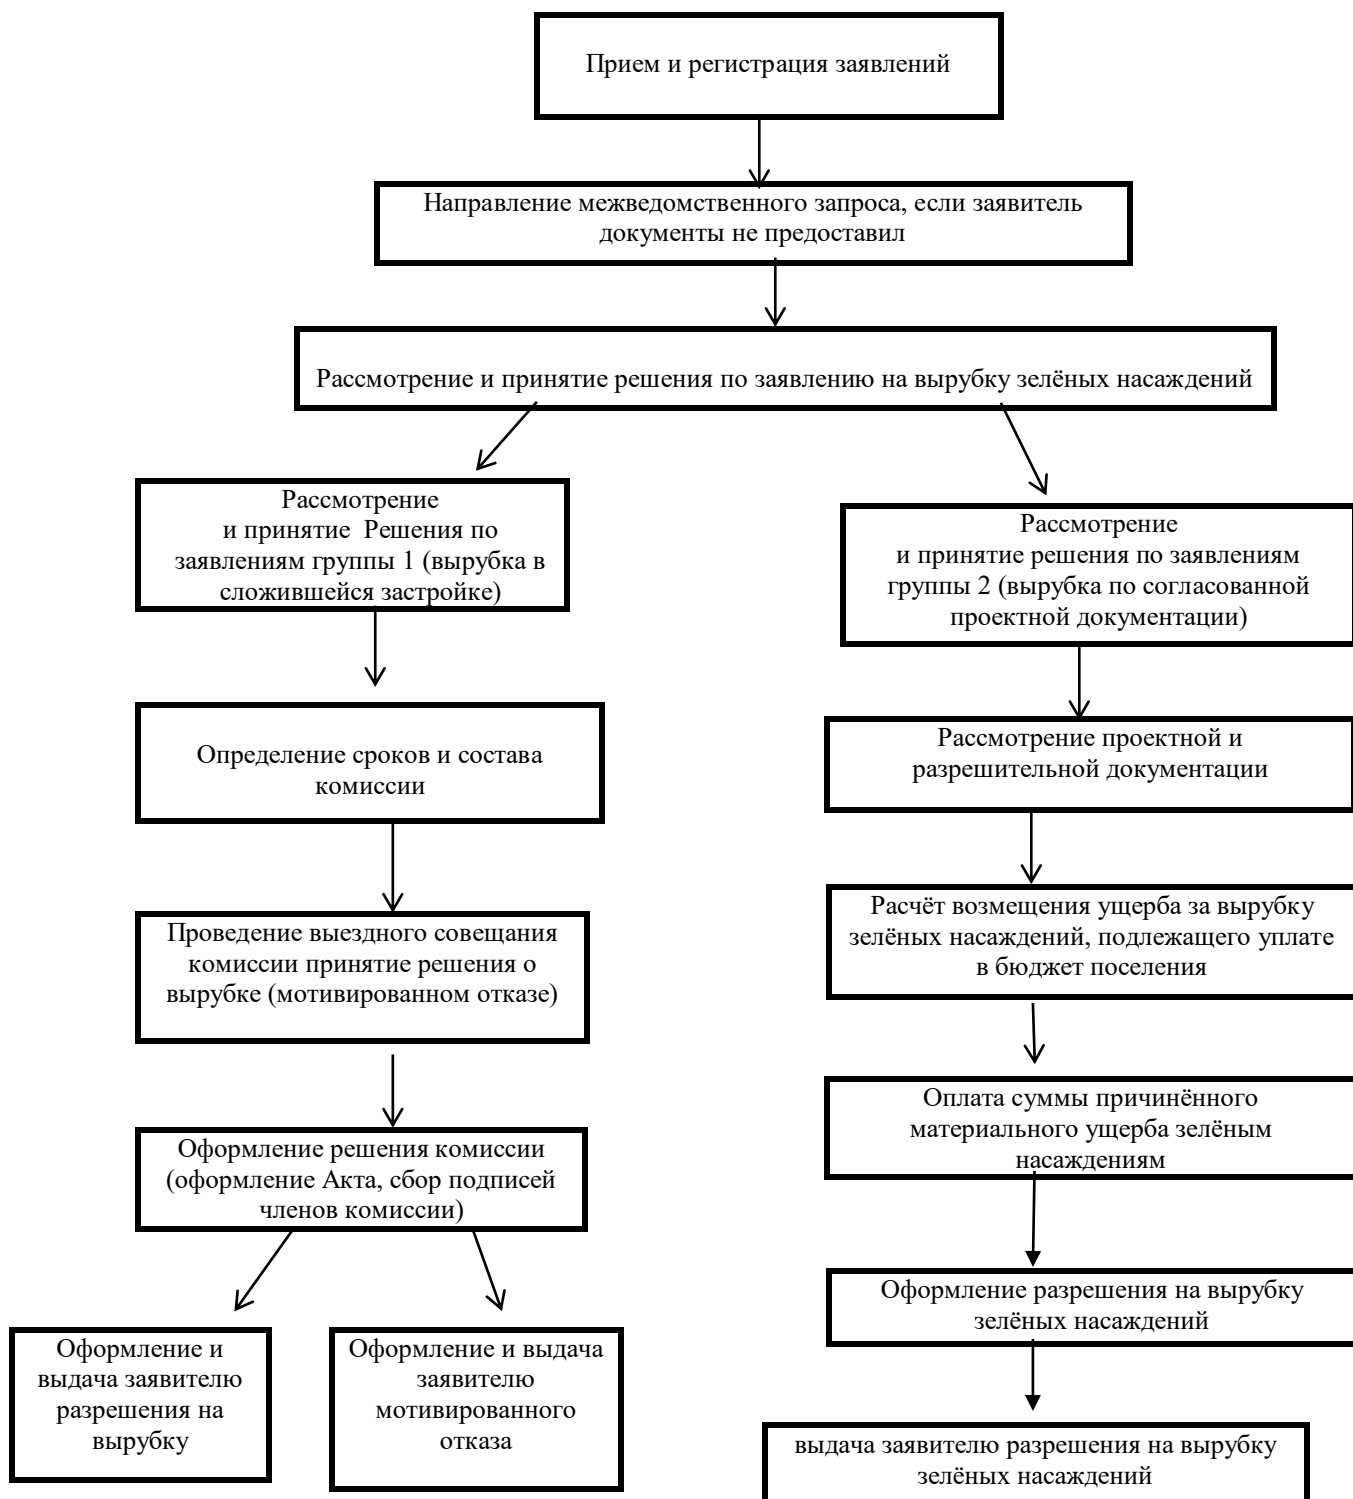 Прием и регистрация заявлений
Направление межведомственного запроса, если заявитель
документы не предоставил
Рассмотрение и принятие решения по заявлению на вырубку зелёных насаждений
Рассмотрение
и принятие Решения по
заявлениям группы 1 (вырубка в
сложившейся застройке)
Определение сроков и состава
комиссии
Проведение выездного совещания
комиссии принятие решения о
вырубке (мотивированном отказе)
Оформление решения комиссии
(оформление Акта, сбор подписей
членов комиссии)
Оформление и
выдача заявителю
разрешения на
вырубку
Оформление и выдача
заявителю
мотивированного
отказа
Рассмотрение
и принятие решения по заявлениям
группы 2 (вырубка по согласованной
проектной документации)
Рассмотрение проектной и
разрешительной документации
Расчёт возмещения ущерба за вырубку
зелёных насаждений, подлежащего уплате
в бюджет поселения
Оплата суммы причинённого
материального ущерба зелёным
насаждениям
Оформление разрешения на вырубку
зелёных насаждений
выдача заявителю разрешения на вырубку
зелёных насаждений